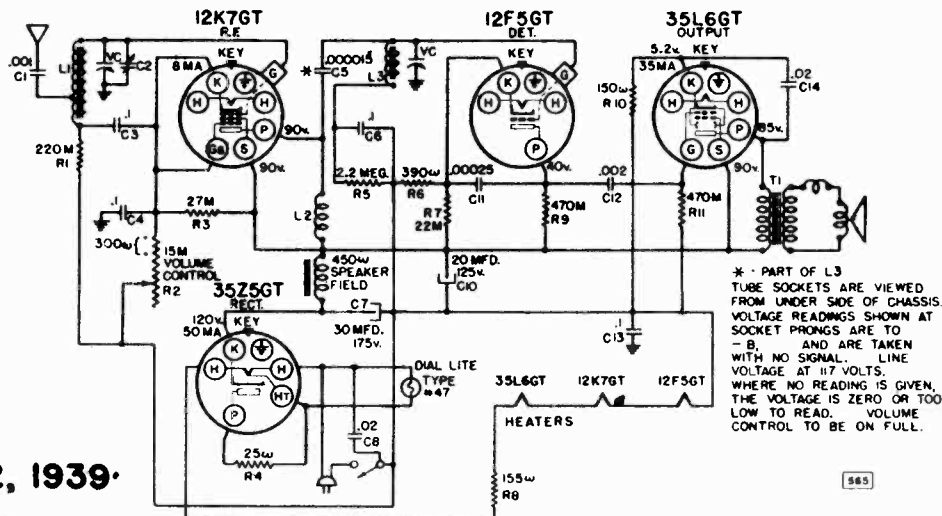 12K7GT
R.F.
KEY
8 MA
K
G
H
H
H
P
Ga
S
90v.
90v.
.001
C1
L1
VC
C2
.1
C3
220 M
R1
.1
C4
27M
R3
300ω
15M
VOLUME
CONTROL
R2
12F5GT
DET.
KEY
K
G
H
H
P
40v.
.000015
* C5
L3
VC
.1
C6
2.2 MEG.
R5
390ω
R6
.00025
C11
R7
22M
470M
R9
.002
C12
L2
450ω
SPEAKER
FIELD
C7
30 MFD.
175v.
20 MFD.
125v.
C10
35L6GT
OUTPUT
5.2v.
KEY
35MA
K
H
H
P
G
S
85v.
90v.
150ω
R10
.02
C14
470M
R11
T1
.1
C13
35Z5GT
RECT.
120v.
50 MA
KEY
K
H
H
HT
P
25ω
R4
DIAL LITE
TYPE
#47
.02
C8
35L6GT
12K7GT
12F5GT
HEATERS
155ω
R8
* - PART OF L3
TUBE SOCKETS ARE VIEWED
FROM UNDER SIDE OF CHASSIS.
VOLTAGE READINGS SHOWN AT
SOCKET PRONGS ARE TO
- B, AND ARE TAKEN
WITH NO SIGNAL. LINE
VOLTAGE AT 117 VOLTS.
WHERE NO READING IS GIVEN,
THE VOLTAGE IS ZERO OR TOO
LOW TO READ. VOLUME
CONTROL TO BE ON FULL.
, 1939.
565